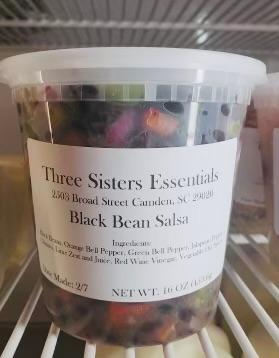 Three Sisters Essentials
2503 Broad Street Camden, SC 29020
Black Bean Salsa
Ingredients:
Black Beans, Orange Bell Pepper, Green Bell Pepper, Jalapeno
Lime Zest and Juice, Red Wine Vinegar, Vegetable Oil
Date Made: 2/7
NET WT. 16 OZ